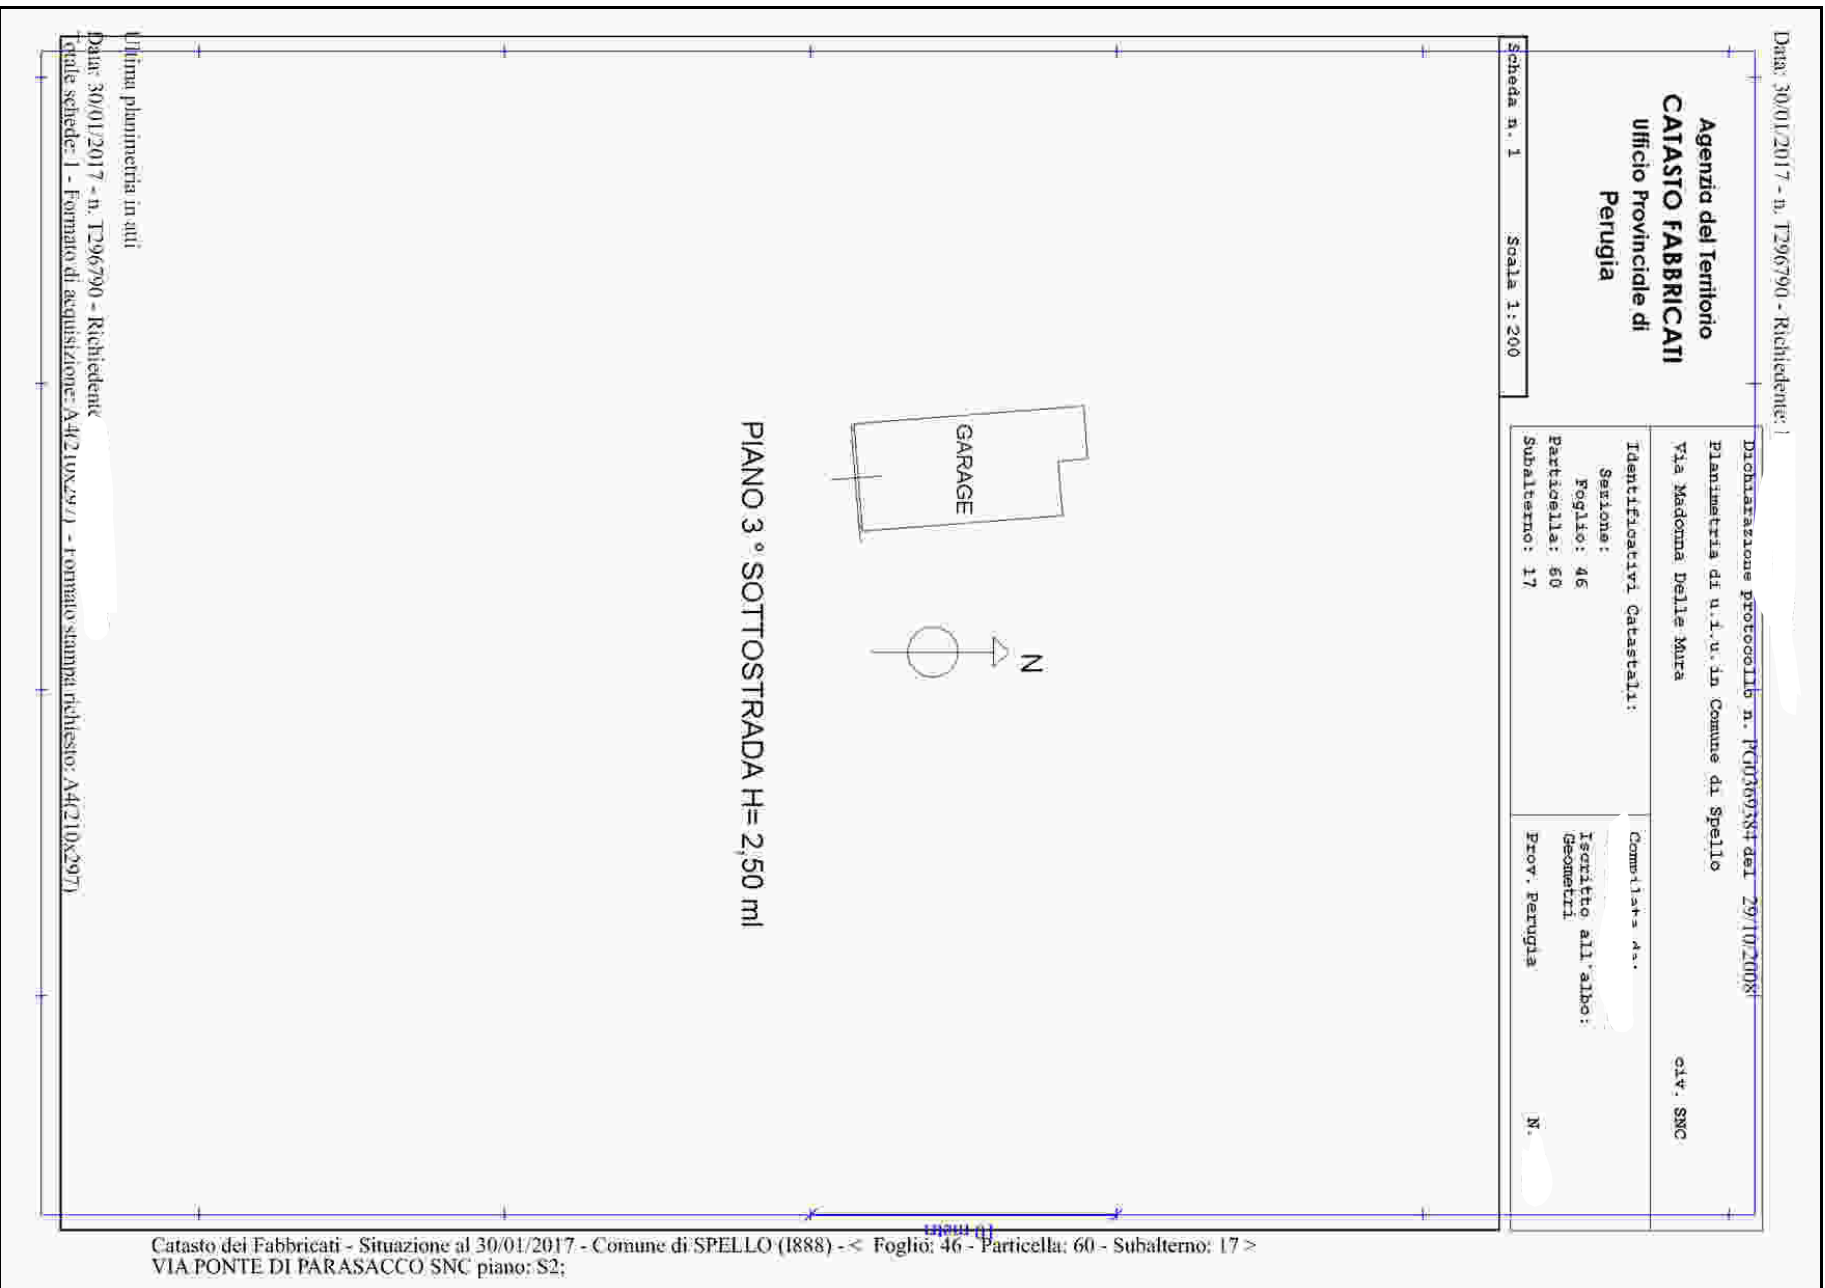 Data: 30/01/2017 - n. T296790 - Richiedente:
Agenzia del Territorio
CATASTO FABBRICATI
Ufficio Provinciale di
Perugia
Dichiarazione protocollo n. PG0369384 del 29/10/2008
Planimetria di u.i.u. in Comune di Spello
Via Madonna Delle Mura civ. SNC
Identificativi Catastali:
Sezione:
Foglio: 46
Particella: 60
Subalterno: 17
Compilata da:
Iscritto all'albo:
Geometri
Prov. Perugia N.
Scheda n. 1 Scala 1:200
N
GARAGE
PIANO 3 ° SOTTOSTRADA H= 2,50 ml
Ultima planimetria in atti
Data: 30/01/2017 - n. T296790 - Richiedente
Totale schede: 1 - Formato di acquisizione: A4(210x297) - Formato stampa richiesto: A4(210x297)
10 metri
Catasto dei Fabbricati - Situazione al 30/01/2017 - Comune di SPELLO (I888) - < Foglio: 46 - Particella: 60 - Subalterno: 17 >
VIA PONTE DI PARASACCO SNC piano: S2;